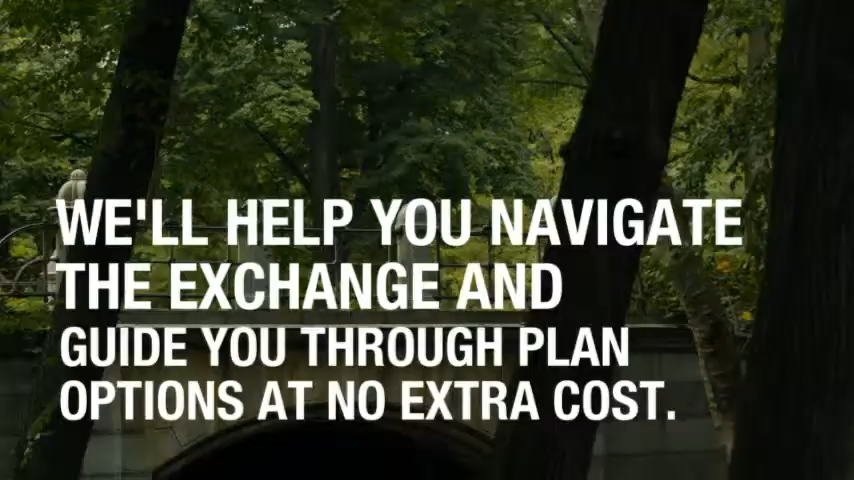 WE'LL HELP YOU NAVIGATE
THE EXCHANGE AND
GUIDE YOU THROUGH PLAN
OPTIONS AT NO EXTRA COST.